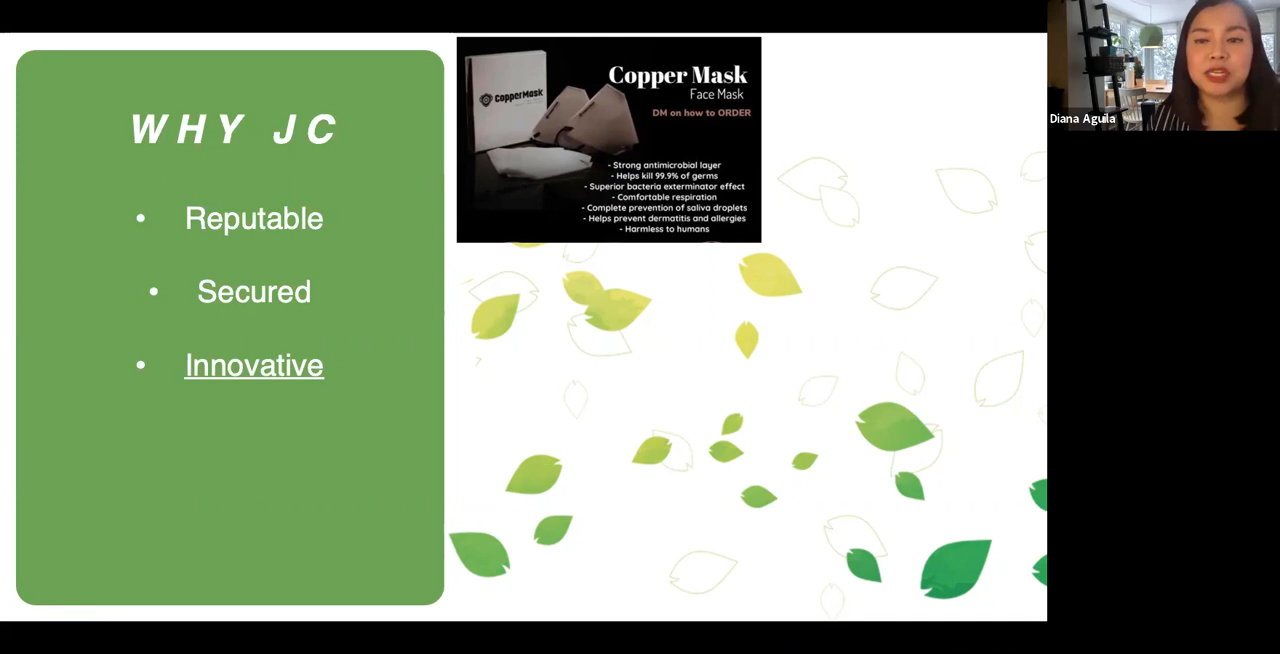 WHY JC
• Reputable
• Secured
• Innovative
CopperMask
Copper Mask
Face Mask
DM on how to ORDER
- Strong antimicrobial layer
- Helps kill 99.9% of germs
- Superior bacteria exterminator effect
- Comfortable respiration
- Complete prevention of saliva droplets
- Helps prevent dermatitis and allergies
- Harmless to humans
Diana Aguila